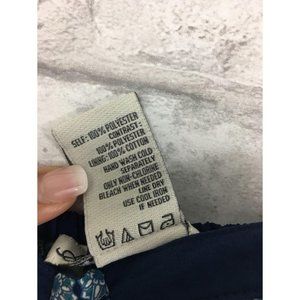 SELF: 100% POLYESTER
CONTRAST:
100% POLYESTER
LINING: 100% COTTON
HAND WASH COLD
SEPARATELY
ONLY NON-CHLORINE
BLEACH WHEN NEEDED
LINE DRY
USE COOL IRON
IF NEEDED